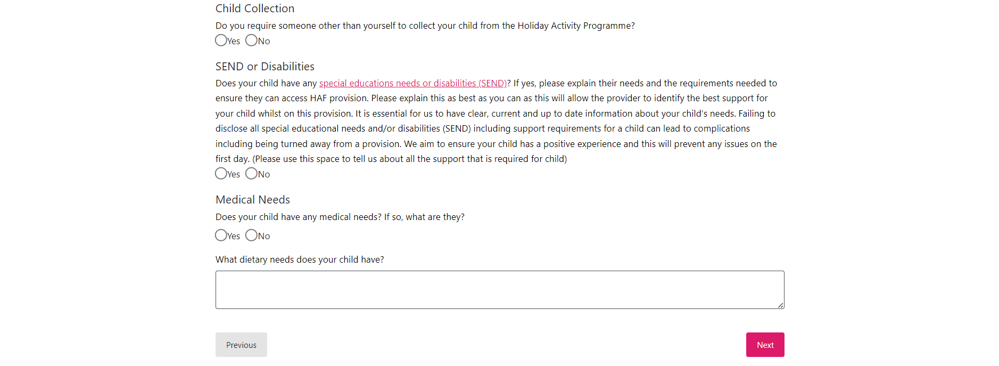 Child Collection
Do you require someone other than yourself to collect your child from the Holiday Activity Programme?
Yes No
SEND or Disabilities
Does your child have any special educations needs or disabilities (SEND)? If yes, please explain their needs and the requirements needed to
ensure they can access HAF provision. Please explain this as best as you can as this will allow the provider to identify the best support for
your child whilst on this provision. It is essential for us to have clear, current and up to date information about your child's needs. Failing to
disclose all special educational needs and/or disabilities (SEND) including support requirements for a child can lead to complications
including being turned away from a provision. We aim to ensure your child has a positive experience and this will prevent any issues on the
first day. (Please use this space to tell us about all the support that is required for child)
Yes No
Medical Needs
Does your child have any medical needs? If so, what are they?
Yes No
What dietary needs does your child have?
Previous Next